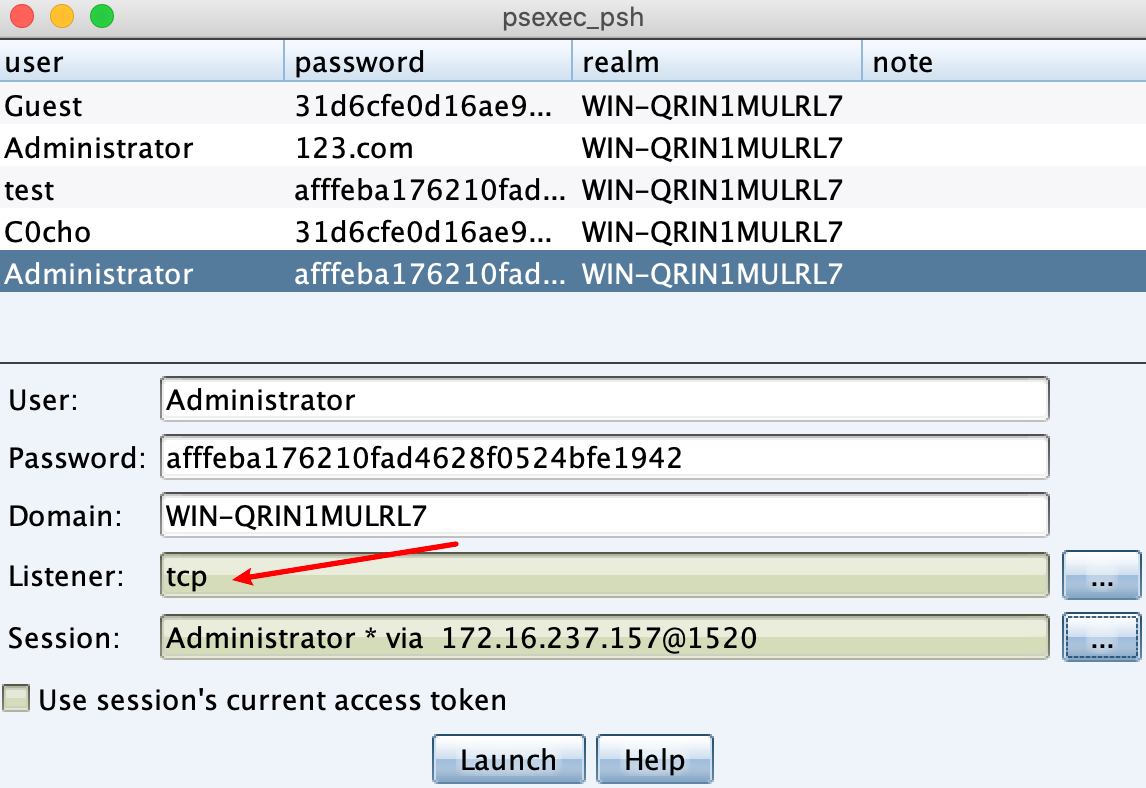 psexec_psh
user password realm note
Guest 31d6cfe0d16ae9... WIN-QRIN1MULRL7
Administrator 123.com WIN-QRIN1MULRL7
test afffeba176210fad... WIN-QRIN1MULRL7
C0cho 31d6cfe0d16ae9... WIN-QRIN1MULRL7
Administrator afffeba176210fad... WIN-QRIN1MULRL7
User: Administrator
Password: afffeba176210fad4628f0524bfe1942
Domain: WIN-QRIN1MULRL7
Listener: tcp ...
Session: Administrator * via 172.16.237.157@1520 ...
Use session's current access token
Launch Help